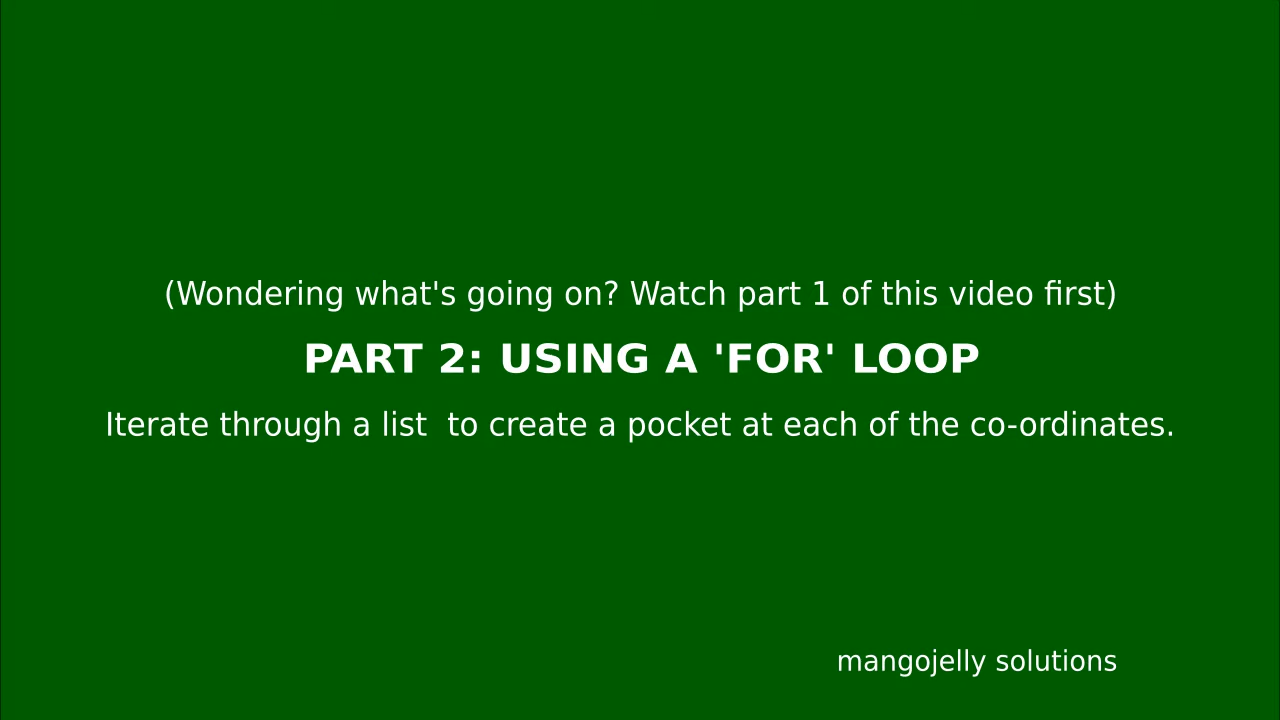 (Wondering what's going on? Watch part 1 of this video first)
PART 2: USING A 'FOR' LOOP
Iterate through a list  to create a pocket at each of the co-ordinates.
mangojelly solutions